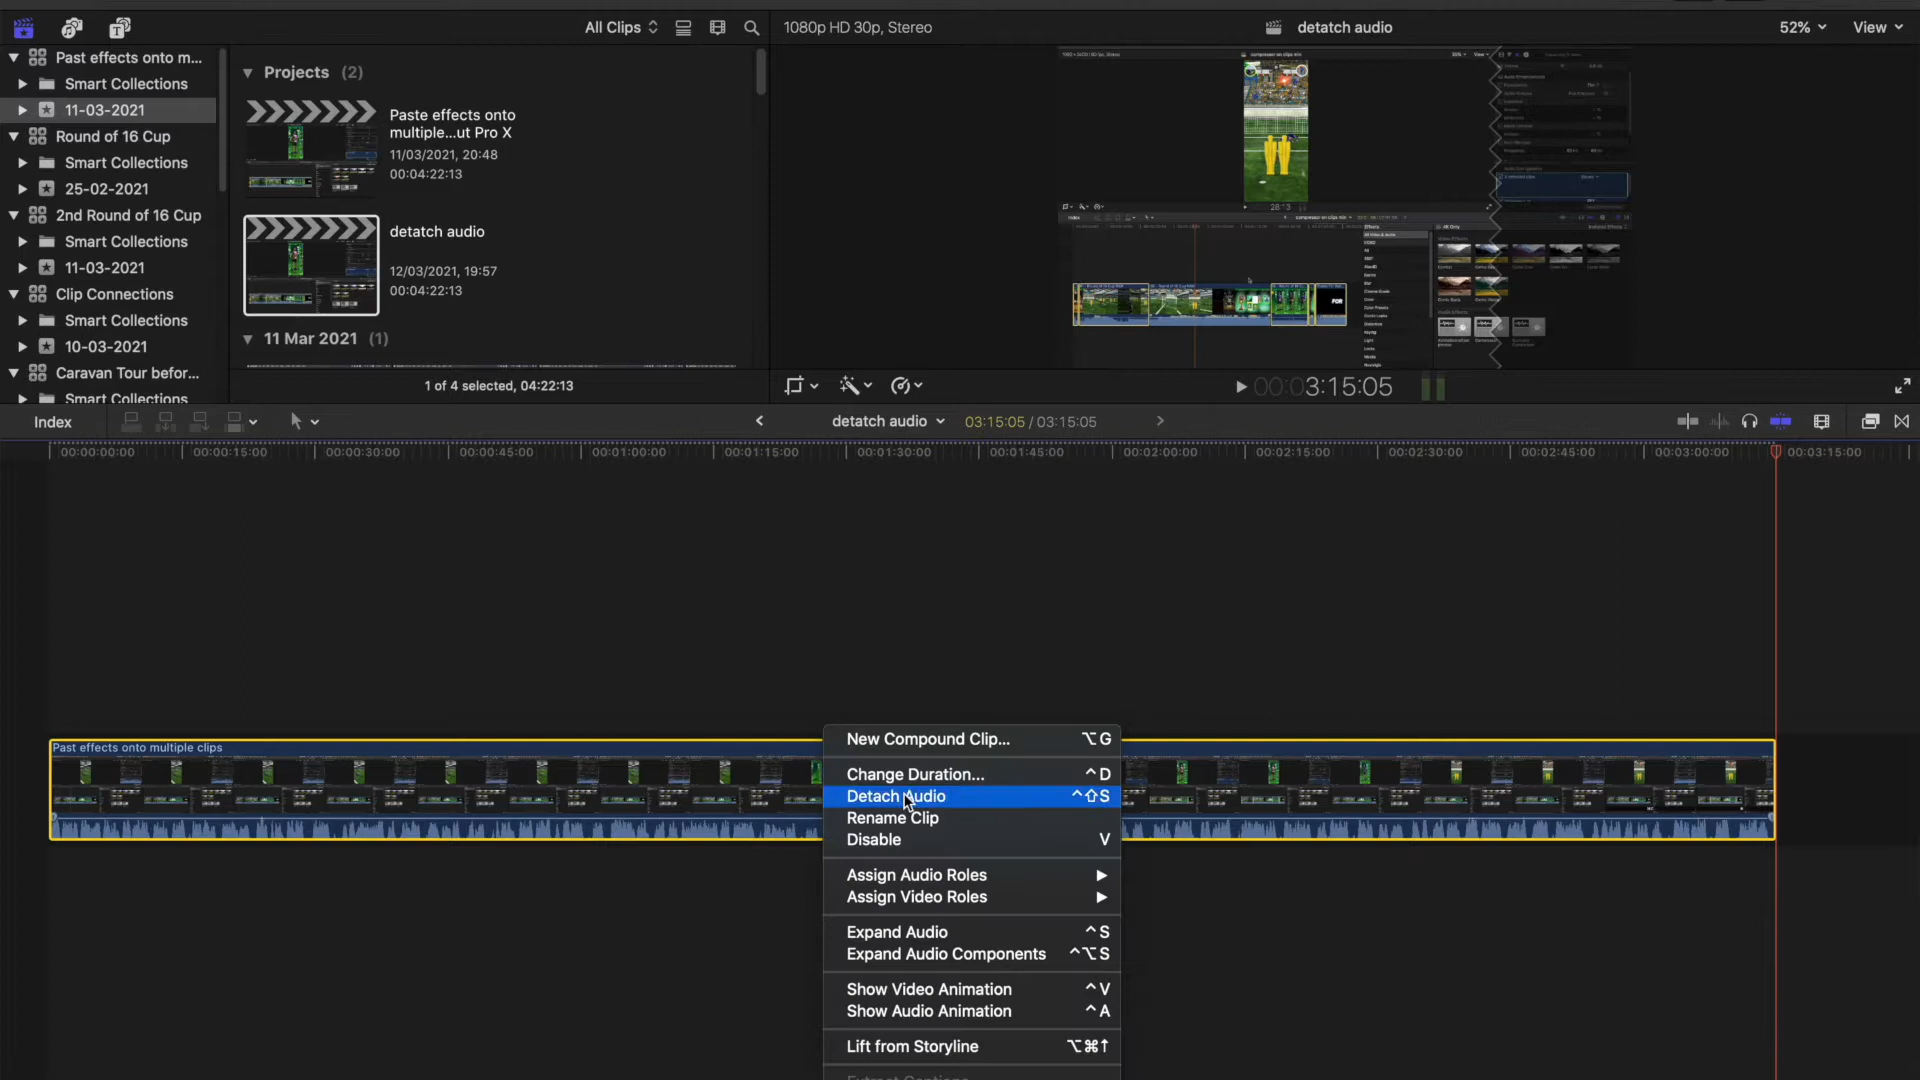 All Clips
1080p HD 30p, Stereo
detatch audio
52%
View
Past effects onto m...
Smart Collections
11-03-2021
Round of 16 Cup
Smart Collections
25-02-2021
2nd Round of 16 Cup
Smart Collections
11-03-2021
Clip Connections
Smart Collections
10-03-2021
Caravan Tour befor...
Smart Collections
Projects (2)
Paste effects onto
multiple...ut Pro X
11/03/2021, 20:48
00:04:22:13
detatch audio
12/03/2021, 19:57
00:04:22:13
11 Mar 2021 (1)
1 of 4 selected, 04:22:13
FOR
00:03:15:05
Index
detatch audio
03:15:05 / 03:15:05
00:00:00:00
00:00:15:00
00:00:30:00
00:00:45:00
00:01:00:00
00:01:15:00
00:01:30:00
00:01:45:00
00:02:00:00
00:02:15:00
00:02:30:00
00:02:45:00
00:03:00:00
00:03:15:00
Past effects onto multiple clips
New Compound Clip... ⌥G
Change Duration... ^D
Detach Audio ^⇧S
Rename Clip
Disable V
Assign Audio Roles
Assign Video Roles
Expand Audio ^S
Expand Audio Components ^⌥S
Show Video Animation ^V
Show Audio Animation ^A
Lift from Storyline ⌥⌘↑